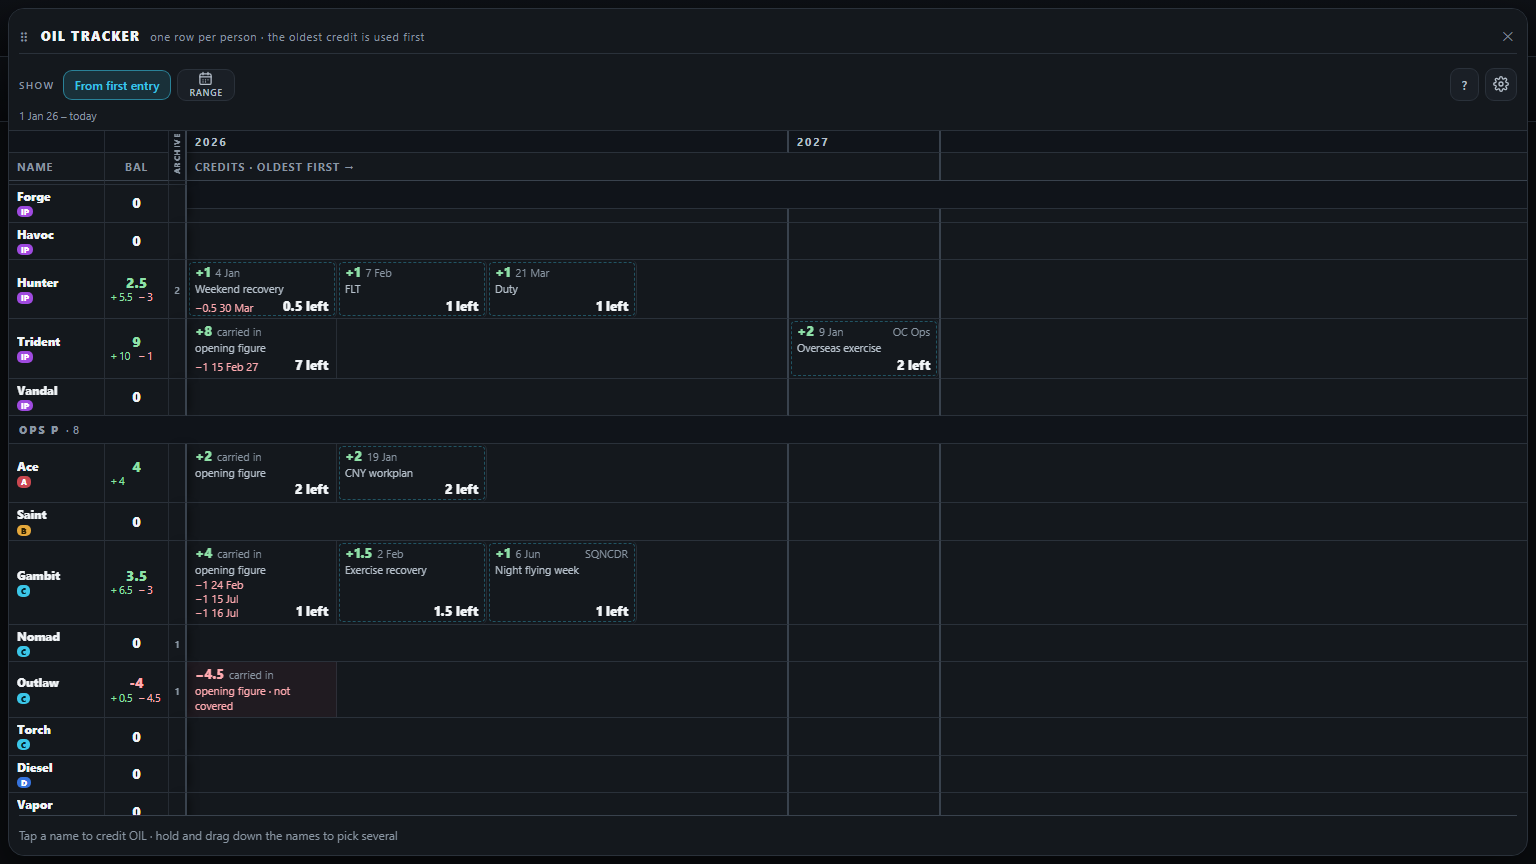 OIL TRACKER one row per person · the oldest credit is used first
SHOW From first entry RANGE ?
1 Jan 26 – today
ARCHIVE
2026 2027
NAME BAL CREDITS · OLDEST FIRST →
Forge 0
IP
Havoc 0
IP
Hunter 2.5 2 +1 4 Jan +1 7 Feb +1 21 Mar
IP +5.5 −3 Weekend recovery FLT Duty
−0.5 30 Mar 0.5 left 1 left 1 left
Trident 9 +8 carried in +2 9 Jan OC Ops
IP +10 −1 opening figure Overseas exercise
−1 15 Feb 27 7 left 2 left
Vandal 0
IP
OPS P · 8
Ace 4 +2 carried in +2 19 Jan
A +4 opening figure CNY workplan
2 left 2 left
Saint 0
B
Gambit 3.5 +4 carried in +1.5 2 Feb +1 6 Jun SQNCDR
C +6.5 −3 opening figure Exercise recovery Night flying week
−1 24 Feb
−1 15 Jul
−1 16 Jul 1 left 1.5 left 1 left
Nomad 0 1
C
Outlaw -4 1 −4.5 carried in
C +0.5 −4.5 opening figure · not
covered
Torch 0
C
Diesel 0
D
Vapor 0
Tap a name to credit OIL · hold and drag down the names to pick several